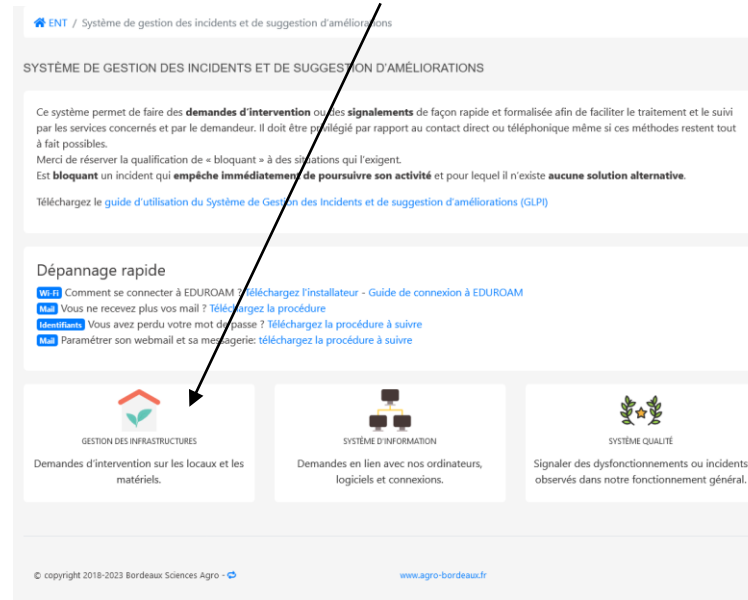 ENT / Système de gestion des incidents et de suggestion d'améliorations
SYSTÈME DE GESTION DES INCIDENTS ET DE SUGGESTION D'AMÉLIORATIONS
Ce système permet de faire des demandes d'intervention ou des signalements de façon rapide et formalisée afin de faciliter le traitement et le suivi
par les services concernés et par le demandeur. Il doit être privilégié par rapport au contact direct ou téléphonique même si ces méthodes restent tout
à fait possibles.
Merci de réserver la qualification de « bloquant » à des situations qui l'exigent.
Est bloquant un incident qui empêche immédiatement de poursuivre son activité et pour lequel il n'existe aucune solution alternative.
Téléchargez le guide d'utilisation du Système de Gestion des Incidents et de suggestion d'améliorations (GLPI)
Dépannage rapide
Wi-Fi Comment se connecter à EDUROAM ? Téléchargez l'installateur - Guide de connexion à EDUROAM
Mail Vous ne recevez plus vos mail ? Téléchargez la procédure
Identifiants Vous avez perdu votre mot de passe ? Téléchargez la procédure à suivre
Mail Paramétrer son webmail et sa messagerie: téléchargez la procédure à suivre
GESTION DES INFRASTRUCTURES
Demandes d'intervention sur les locaux et les
matériels.
SYSTÈME D'INFORMATION
Demandes en lien avec nos ordinateurs,
logiciels et connexions.
SYSTÈME QUALITÉ
Signaler des dysfonctionnements ou incidents
observés dans notre fonctionnement général.
© copyright 2018-2023 Bordeaux Sciences Agro -
www.agro-bordeaux.fr